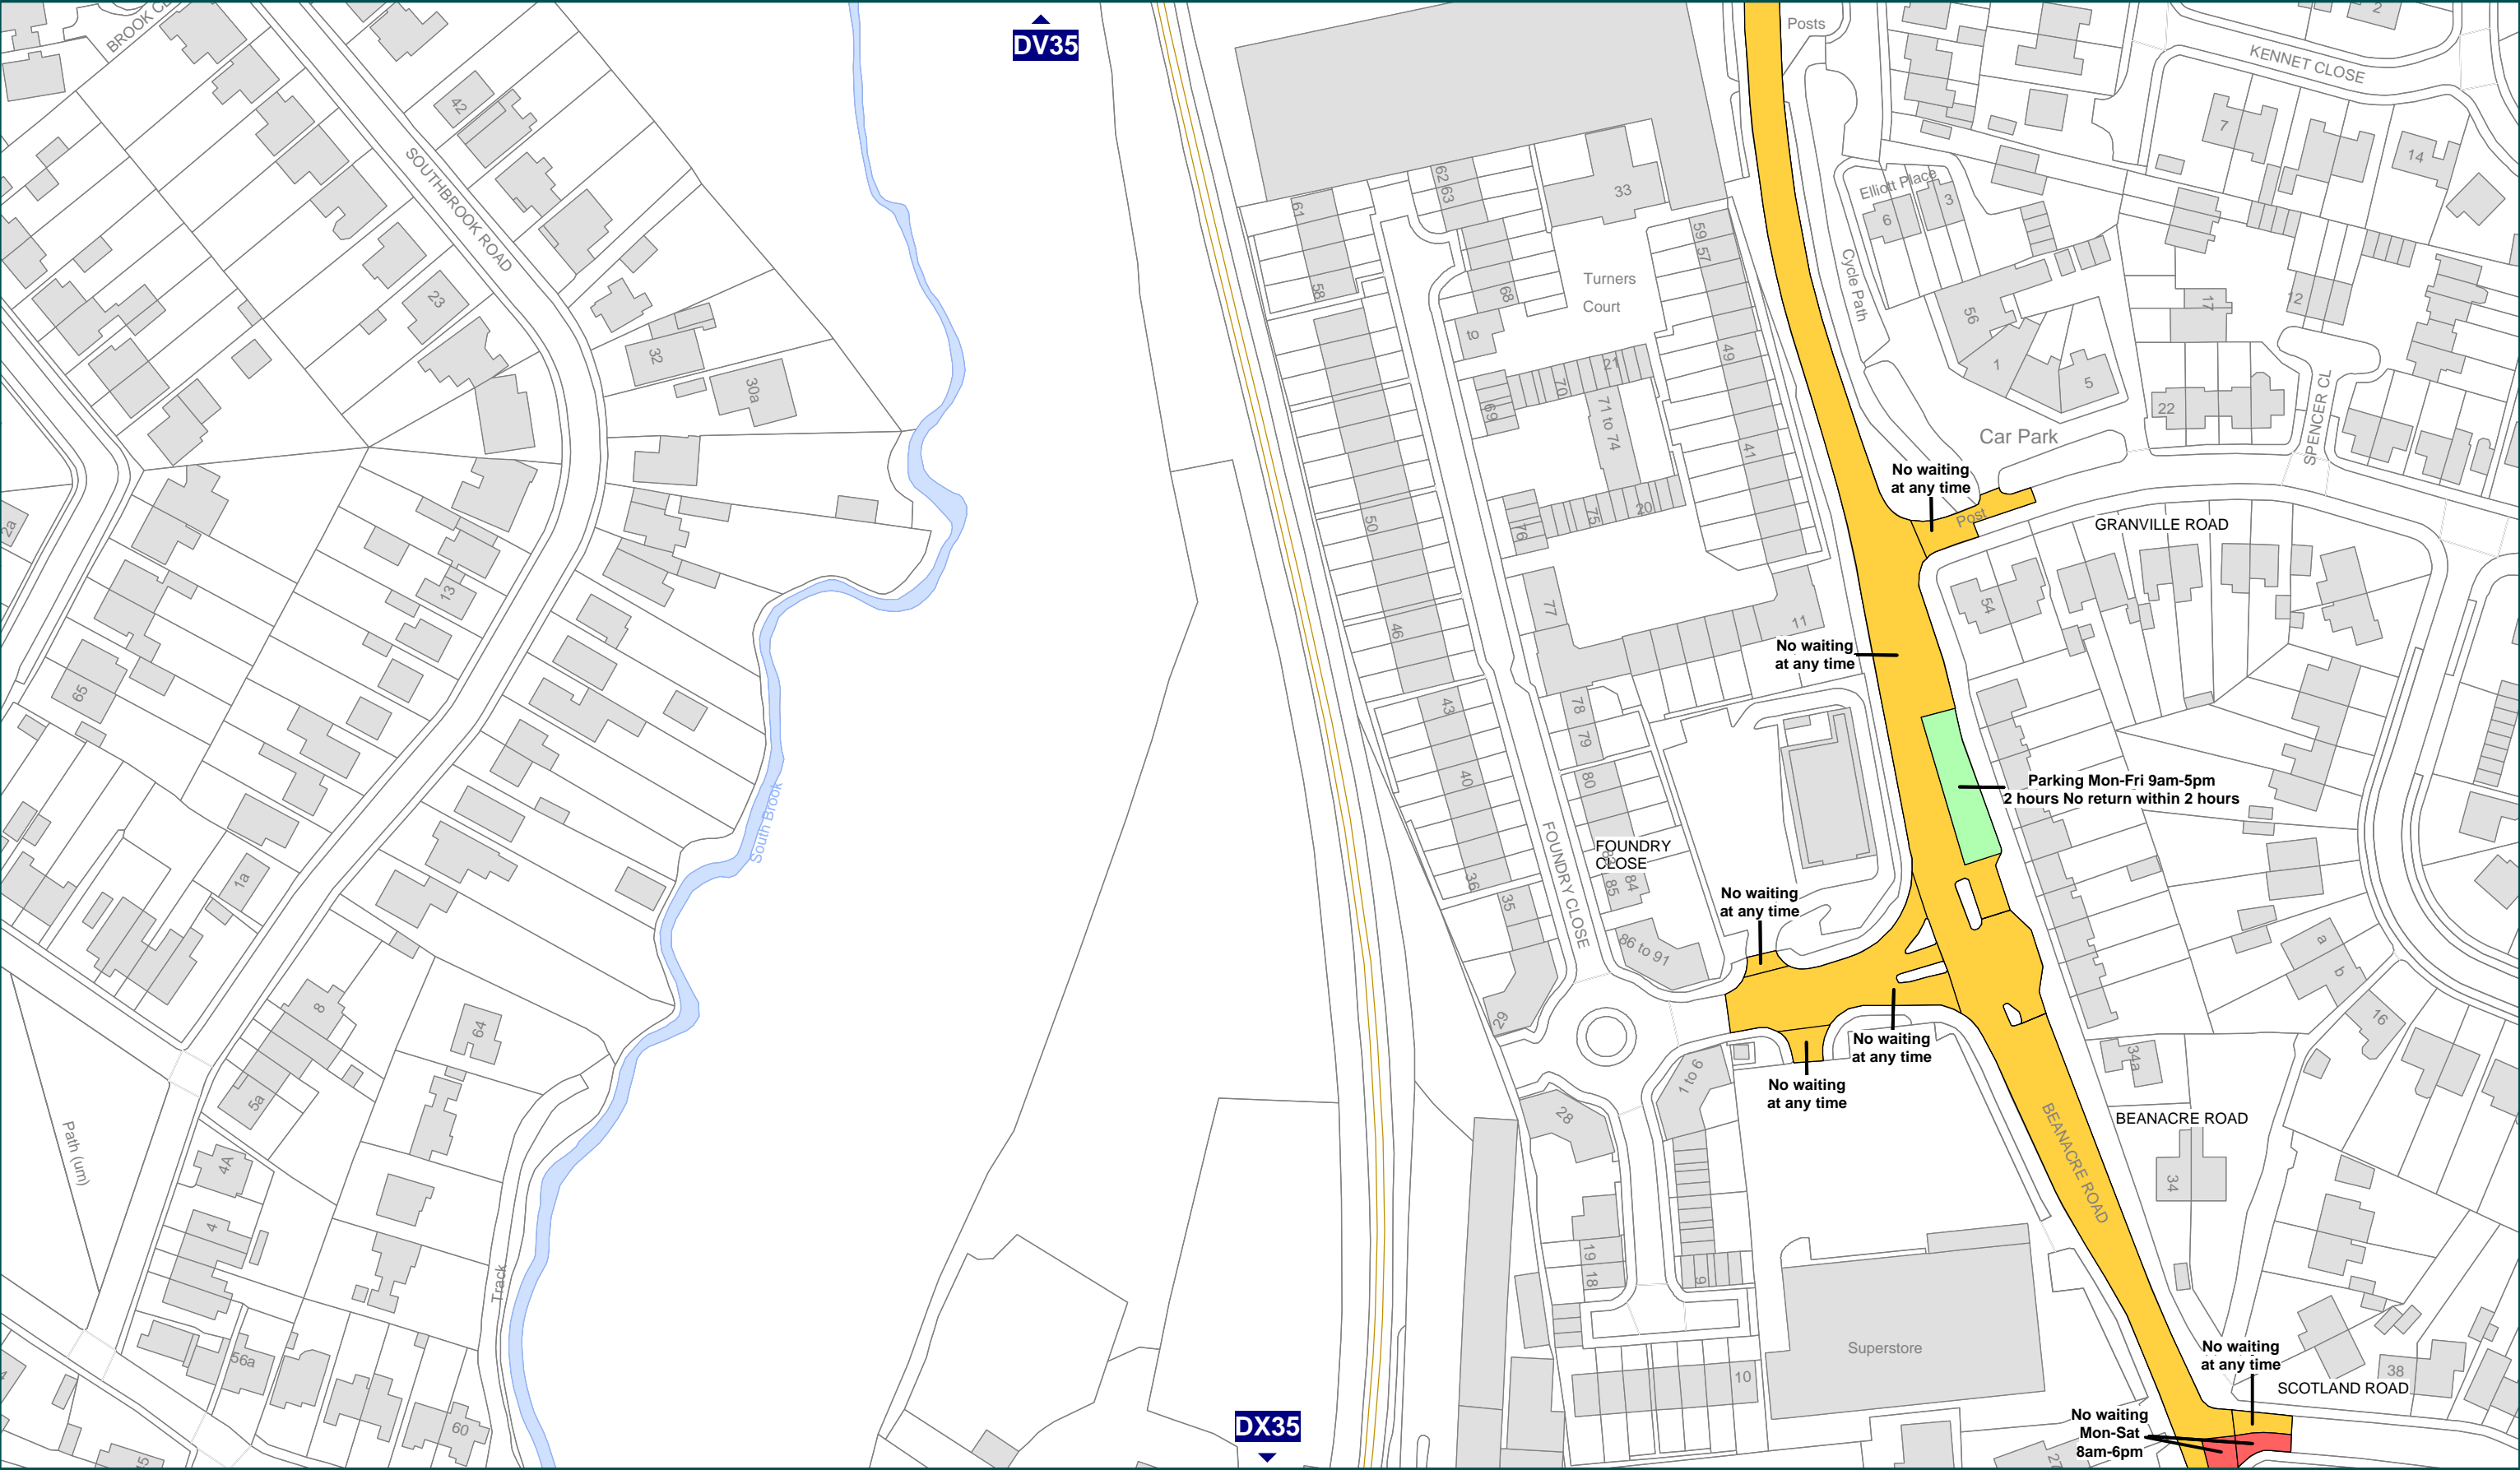 BROOK CL
DV35
Posts
2
KENNET CLOSE
42
7
14
SOUTHBROOK ROAD
62
63
33
Elliott Place
6
3
61
59
57
Cycle Path
23
58
68
Turners
Court
to
56
17
12
32
30a
49
1
5
21
70
69
71 to 74
22
SPENCER CL
Car Park
41
No waiting
at any time
2a
50
76
75
20
Post
GRANVILLE ROAD
13
54
77
11
46
No waiting
at any time
65
43
78
79
40
80
Parking Mon-Fri 9am-5pm
2 hours No return within 2 hours
South Brook
FOUNDRY CLOSE
FOUNDRY
CLOSE
1a
36
85
84
35
No waiting
at any time
86 to 91
a
b
8
64
29
16
No waiting
at any time
34a
1 to 6
No waiting
at any time
5a
28
BEANACRE ROAD
BEANACRE ROAD
Path (um)
4A
34
4
19
18
9
Track
Superstore
56a
10
No waiting
at any time
38
SCOTLAND ROAD
60
DX35
No waiting
Mon-Sat
8am-6pm
15
27